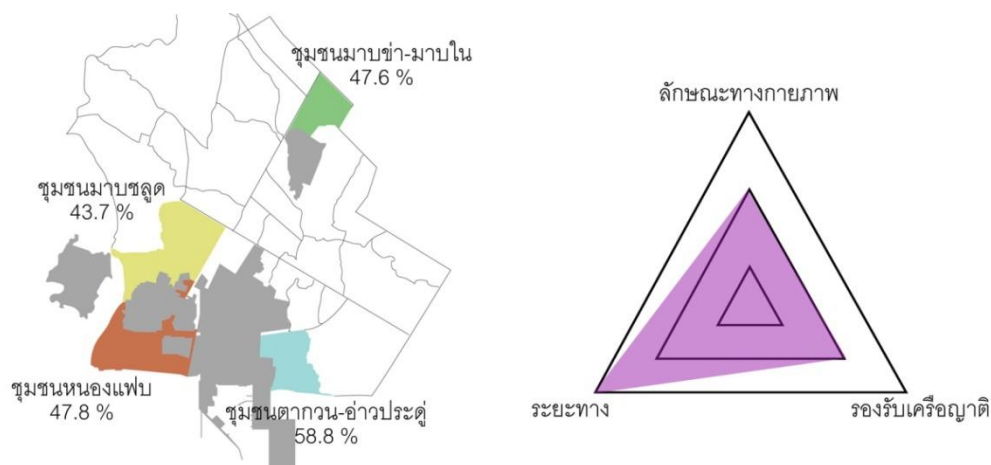 ชุมชนมาบข่า-มาบใน
47.6 %
ชุมชนมาบชลูด
43.7 %
ชุมชนหนองแฟบ
47.8 %
ชุมชนตากวน-อ่าวประดู่
58.8 %
ลักษณะทางกายภาพ
ระยะทาง
รองรับเครือญาติ